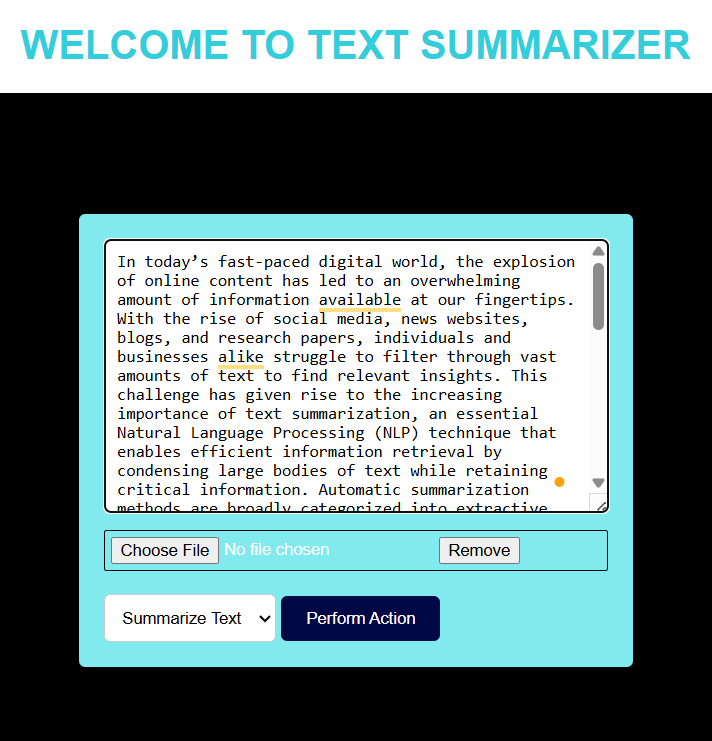 WELCOME TO TEXT SUMMARIZER
In today’s fast-paced digital world, the explosion
of online content has led to an overwhelming
amount of information available at our fingertips.
With the rise of social media, news websites,
blogs, and research papers, individuals and
businesses alike struggle to filter through vast
amounts of text to find relevant insights. This
challenge has given rise to the increasing
importance of text summarization, an essential
Natural Language Processing (NLP) technique that
enables efficient information retrieval by
condensing large bodies of text while retaining
critical information. Automatic summarization
methods are broadly categorized into extractive
Choose File No file chosen Remove
Summarize Text Perform Action